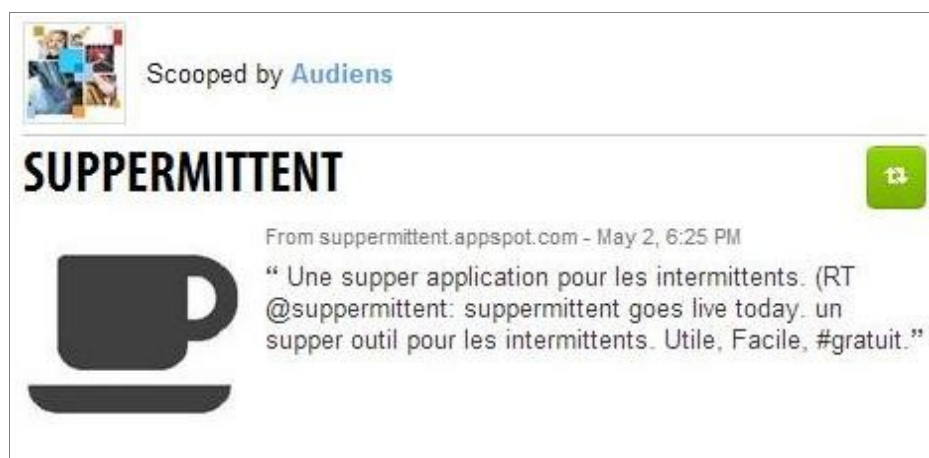 Scooped by Audiens
SUPPERMITTENT
From suppermittent.appspot.com - May 2, 6:25 PM
“ Une supper application pour les intermittents. (RT
@suppermittent: suppermittent goes live today. un
supper outil pour les intermittents. Utile, Facile, #gratuit.”